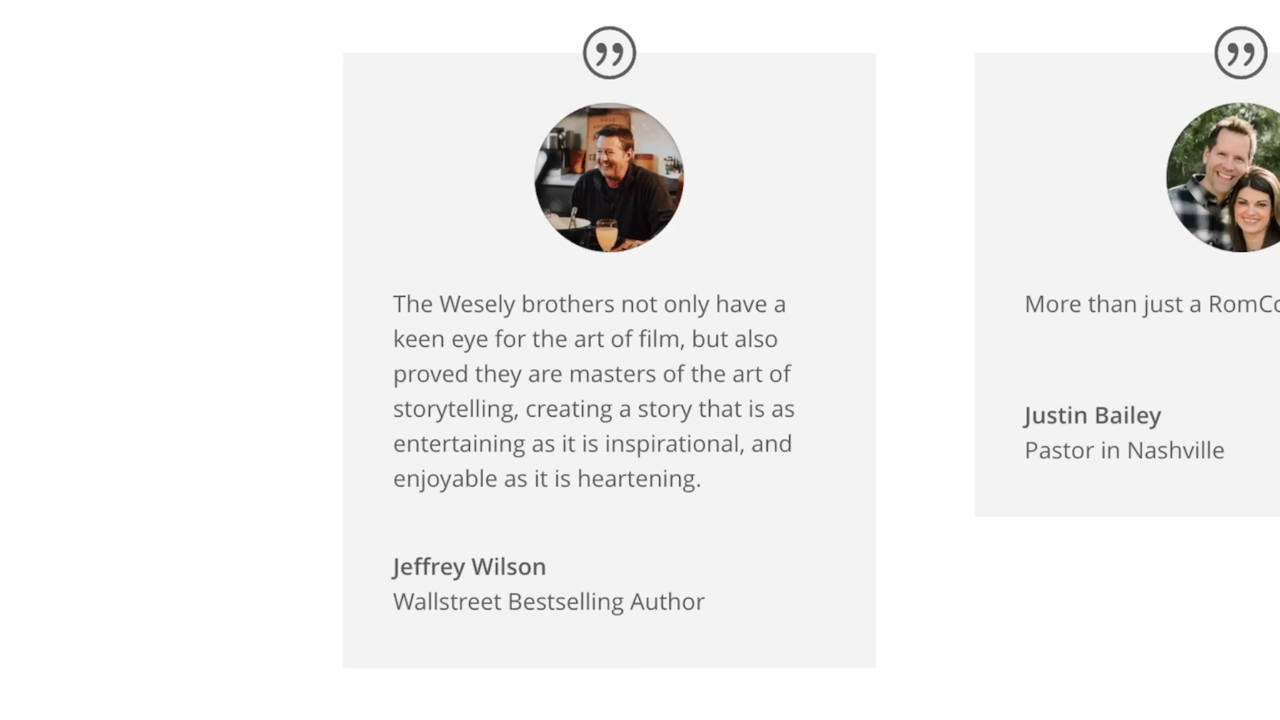 The Wesely brothers not only have a
keen eye for the art of film, but also
proved they are masters of the art of
storytelling, creating a story that is as
entertaining as it is inspirational, and
enjoyable as it is heartening.
Jeffrey Wilson
Wallstreet Bestselling Author
More than just a
Justin Bailey
Pastor in Nashville